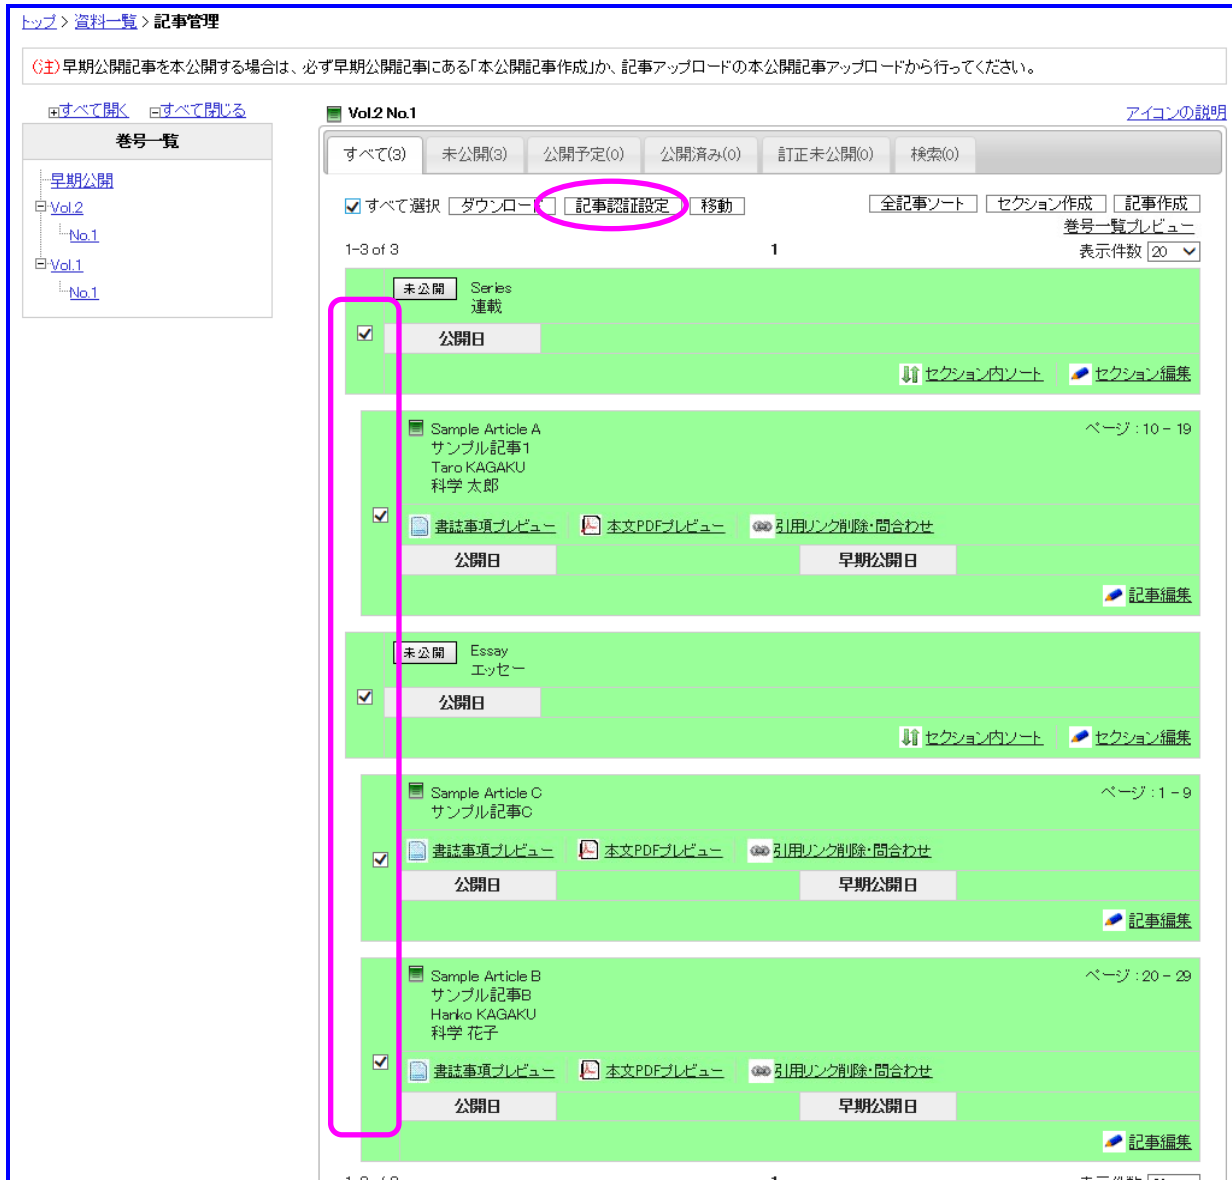 トップ > 資料一覧 > 記事管理
(注)早期公開記事を本公開する場合は、必ず早期公開記事にある「本公開記事作成」か、記事アップロードの本公開記事アップロードから行ってください。
すべて開く すべて閉じる
巻号一覧
早期公開
Vol.2
No.1
Vol.1
No.1
Vol.2 No.1 アイコンの説明
すべて(3) 未公開(3) 公開予定(0) 公開済み(0) 訂正未公開(0) 検索(0)
すべて選択 ダウンロード 記事認証設定 移動 全記事ソート セクション作成 記事作成
巻号一覧プレビュー
1-3 of 3 1 表示件数 20
未公開 Series
連載
公開日
セクション内ソート セクション編集
Sample Article A ページ : 10 - 19
サンプル記事1
Taro KAGAKU
科学 太郎
書誌事項プレビュー 本文PDFプレビュー 引用リンク削除・問合わせ
公開日 早期公開日
記事編集
未公開 Essay
エッセー
公開日
セクション内ソート セクション編集
Sample Article C ページ : 1 - 9
サンプル記事C
書誌事項プレビュー 本文PDFプレビュー 引用リンク削除・問合わせ
公開日 早期公開日
記事編集
Sample Article B ページ : 20 - 29
サンプル記事B
Hanko KAGAKU
科学 花子
書誌事項プレビュー 本文PDFプレビュー 引用リンク削除・問合わせ
公開日 早期公開日
記事編集